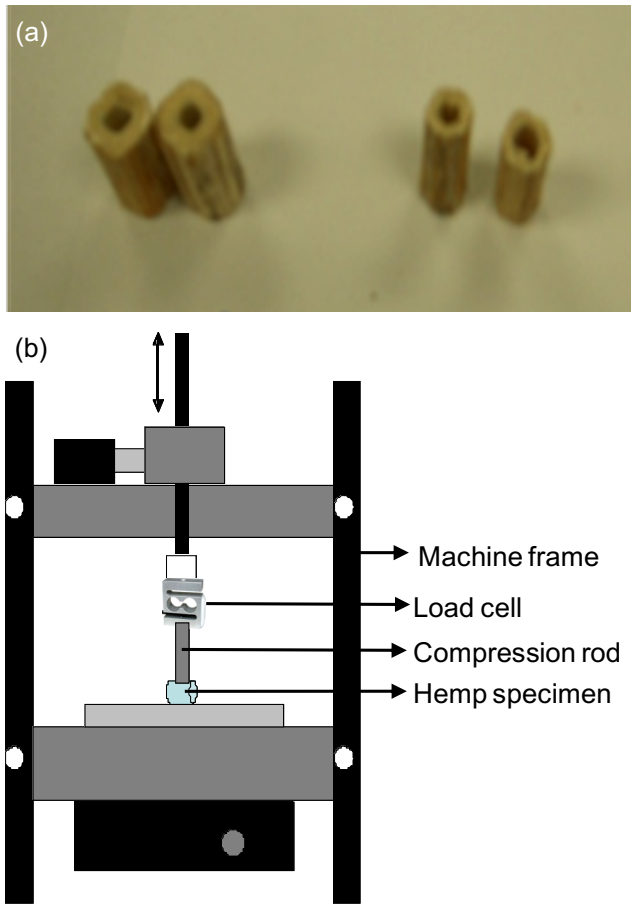 (a)
(b)
Machine frame
Load cell
Compression rod
Hemp specimen